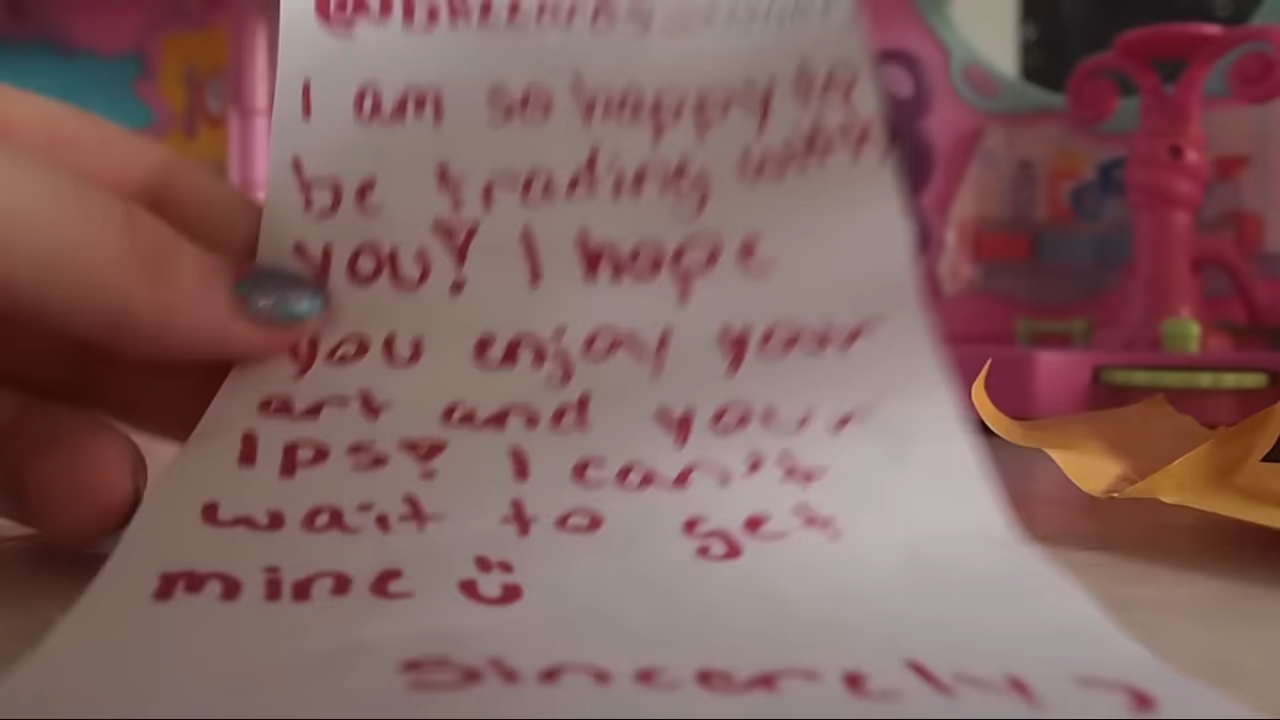 I am so happy to
be trading with
you! I hope
you enjoy your
art and your
lps! I can't
wait to get
mine :)
Sincerely,